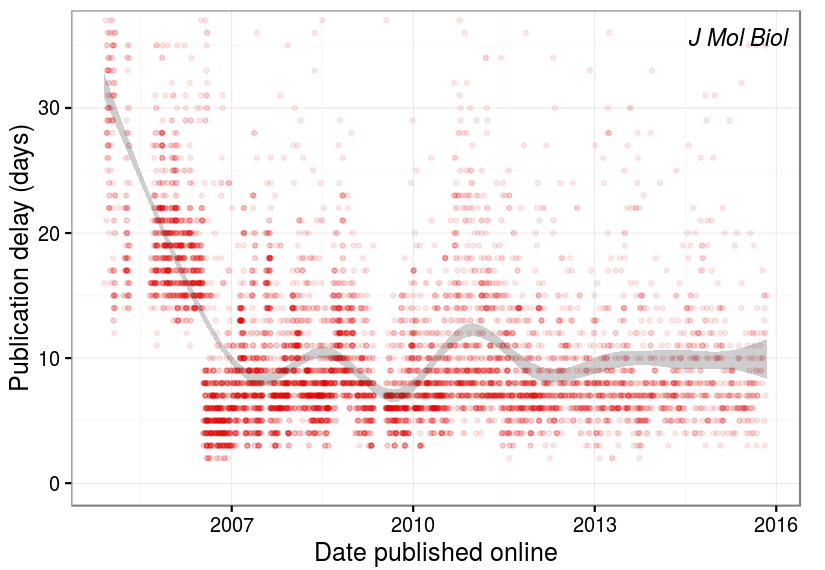 J Mol Biol
30
20
10
0
Publication delay (days)
2007 2010 2013 2016
Date published online